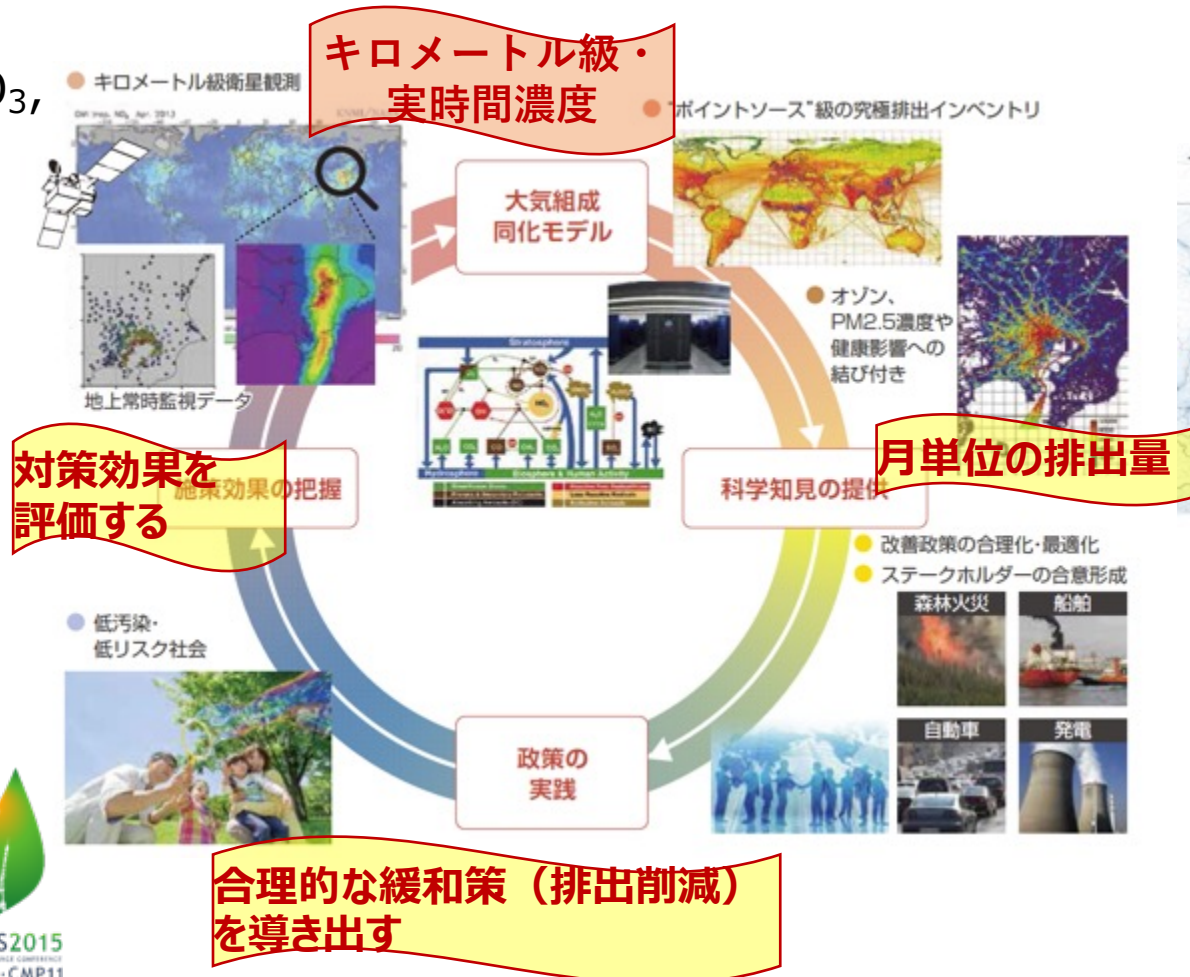 キロメートル級・
実時間濃度
O₃,
キロメートル級衛星観測
OMI trop. NO₂ Apr. 2013
"ポイントソース"級の究極排出インベントリ
大気組成
同化モデル
オゾン、
PM2.5濃度や
健康影響への
結び付き
地上常時監視データ
20
Stratosphere
対策効果を
評価する
施策効果の把握
科学知見の提供
月単位の排出量
改善政策の合理化・最適化
ステークホルダーの合意形成
森林火災
船舶
自動車
発電
低汚染・
低リスク社会
政策の
実践
合理的な緩和策（排出削減）
を導き出す
S2015
CMP11